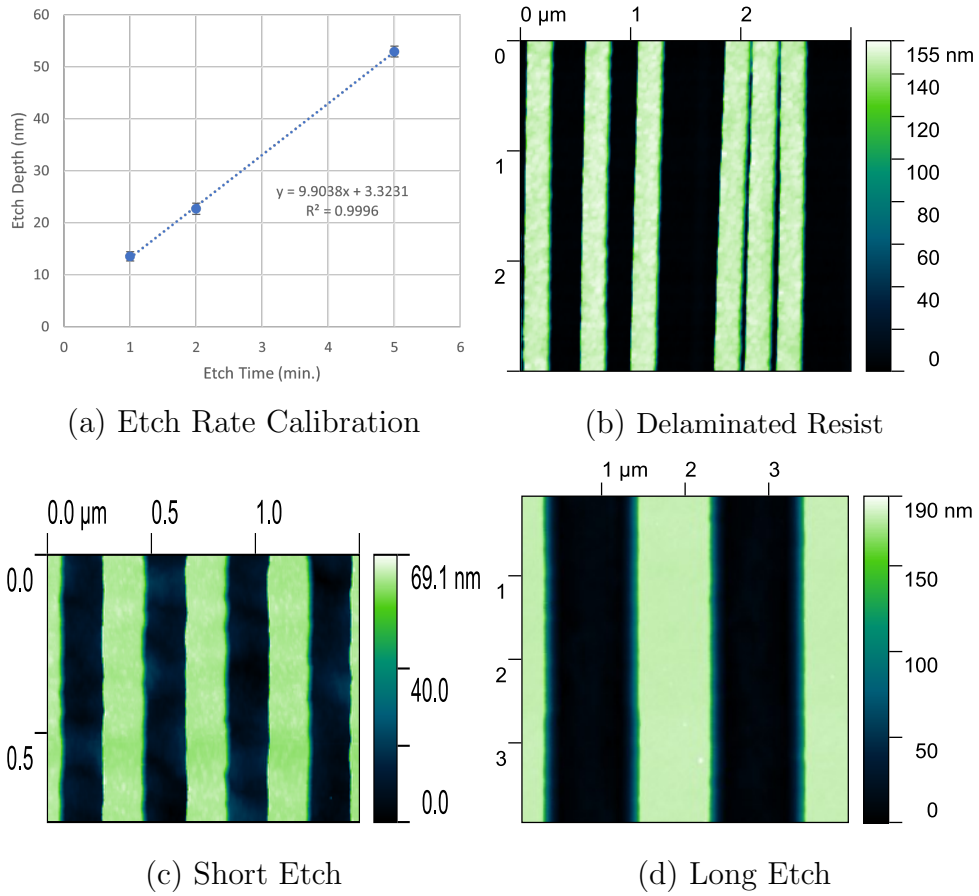 60
50
40
30
20
10
0
0 1 2 3 4 5 6
Etch Depth (nm)
Etch Time (min.)
y = 9.9038x + 3.3231
R² = 0.9996
(a) Etch Rate Calibration
0 µm 1 2
0
1
2
155 nm
140
120
100
80
60
40
20
0
(b) Delaminated Resist
0.0 µm 0.5 1.0
0.0
0.5
69.1 nm
40.0
0.0
(c) Short Etch
1 µm 2 3
1
2
3
190 nm
150
100
50
0
(d) Long Etch